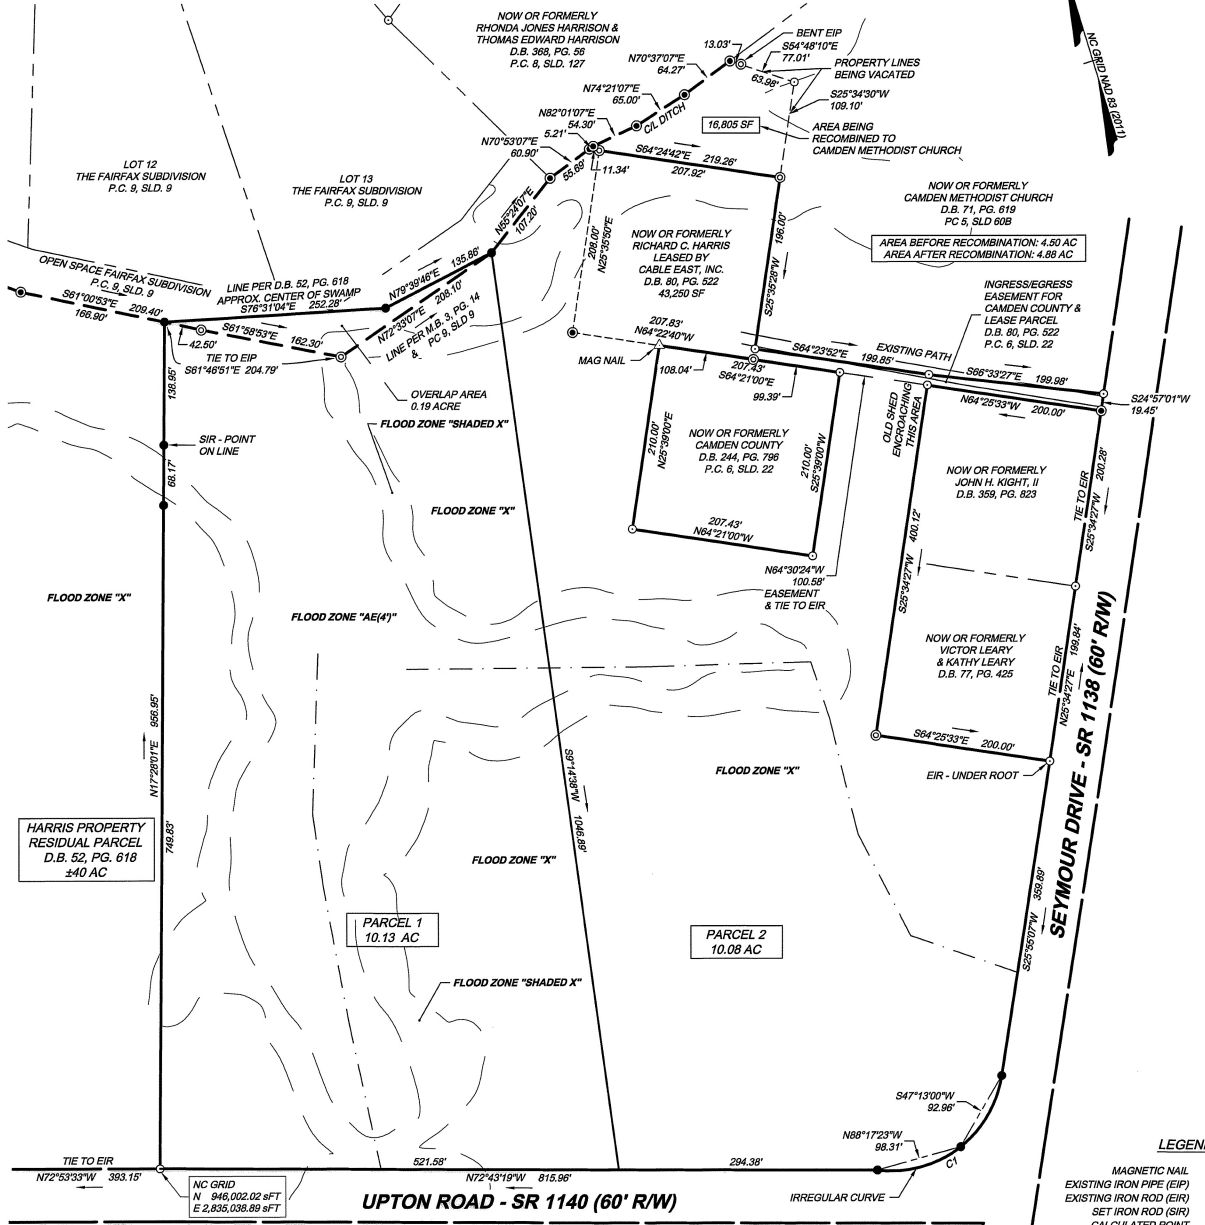 NOW OR FORMERLY
RHONDA JONES HARRISON &
THOMAS EDWARD HARRISON
D.B. 368, PG. 56
P.C. 8, SLD. 127
13.03'
BENT EIP
S54°48'10"E
77.01'
63.98'
PROPERTY LINES
BEING VACATED
NC GRID NAD 83 (2011)
N70°37'07"E
64.27'
N74°21'07"E
65.00'
S25°34'30"W
109.10'
N82°01'07"E
54.30'
5.21'
C/L DITCH
16,805 SF
AREA BEING
RECOMBINED TO
CAMDEN METHODIST CHURCH
N70°53'07"E
60.90'
55.69'
11.34'
S64°24'42"E 219.26'
207.92'
LOT 12
THE FAIRFAX SUBDIVISION
P.C. 9, SLD. 9
LOT 13
THE FAIRFAX SUBDIVISION
P.C. 9, SLD. 9
N55°24'07"E
107.20'
NOW OR FORMERLY
CAMDEN METHODIST CHURCH
D.B. 71, PG. 619
PC 5, SLD 60B
AREA BEFORE RECOMBINATION: 4.50 AC
AREA AFTER RECOMBINATION: 4.88 AC
NOW OR FORMERLY
RICHARD C. HARRIS
LEASED BY
CABLE EAST, INC.
D.B. 80, PG. 522
43,250 SF
208.00'
N25°35'50"E
196.00'
S25°35'28"W
INGRESS/EGRESS
EASEMENT FOR
CAMDEN COUNTY &
LEASE PARCEL
D.B. 80, PG. 522
P.C. 6, SLD. 22
OPEN SPACE FAIRFAX SUBDIVISION
P.C. 9, SLD. 9
S61°00'53"E 209.40'
166.90'
LINE PER D.B. 52, PG. 618
APPROX. CENTER OF SWAMP
S76°31'04"E 252.28'
N79°39'46"E 135.86'
N72°33'07"E 208.10'
LINE PER M.B. 3, PG. 14
& PC 9, SLD 9
S61°58'53"E 162.30'
42.50'
TIE TO EIP
S61°46'51"E 204.79'
207.83'
N64°22'40"W
MAG NAIL
108.04'
207.43'
S64°21'00"E
99.39'
S64°23'52"E 199.85'
EXISTING PATH
S66°33'27"E 199.98'
N64°25'33"W 200.00'
S24°57'01"W
19.45'
138.95'
SIR - POINT
ON LINE
68.17'
OVERLAP AREA
0.19 ACRE
FLOOD ZONE "SHADED X"
FLOOD ZONE "X"
OLD SHED
ENCROACHING
THIS AREA
NOW OR FORMERLY
CAMDEN COUNTY
D.B. 244, PG. 796
P.C. 6, SLD. 22
210.00'
N25°39'00"E
210.00'
S25°39'00"W
207.43'
N64°21'00"W
NOW OR FORMERLY
JOHN H. KIGHT, II
D.B. 359, PG. 823
TIE TO EIR
S25°34'27"W 200.28'
N64°30'24"W
100.58'
EASEMENT
& TIE TO EIR
S25°34'27"W 400.12'
FLOOD ZONE "X"
FLOOD ZONE "AE(4')"
NOW OR FORMERLY
VICTOR LEARY
& KATHY LEARY
D.B. 77, PG. 425
TIE TO EIR
N25°34'27"E 199.84'
S64°25'33"E 200.00'
EIR - UNDER ROOT
SEYMOUR DRIVE - SR 1138 (60' R/W)
N17°28'01"E 956.95'
749.83'
S9°14'38"W 1046.89'
FLOOD ZONE "X"
HARRIS PROPERTY
RESIDUAL PARCEL
D.B. 52, PG. 618
±40 AC
FLOOD ZONE "X"
S25°55'07"W 359.89'
PARCEL 1
10.13 AC
PARCEL 2
10.08 AC
FLOOD ZONE "SHADED X"
S47°13'00"W
92.96'
N88°17'23"W
98.31'
C1
IRREGULAR CURVE
TIE TO EIR
N72°53'33"W 393.15'
NC GRID
N 946,002.02 sFT
E 2,835,038.89 sFT
521.58'
N72°43'19"W 815.96'
294.38'
UPTON ROAD - SR 1140 (60' R/W)
LEGEN
MAGNETIC NAIL
EXISTING IRON PIPE (EIP)
EXISTING IRON ROD (EIR)
SET IRON ROD (SIR)
CALCULATED POINT